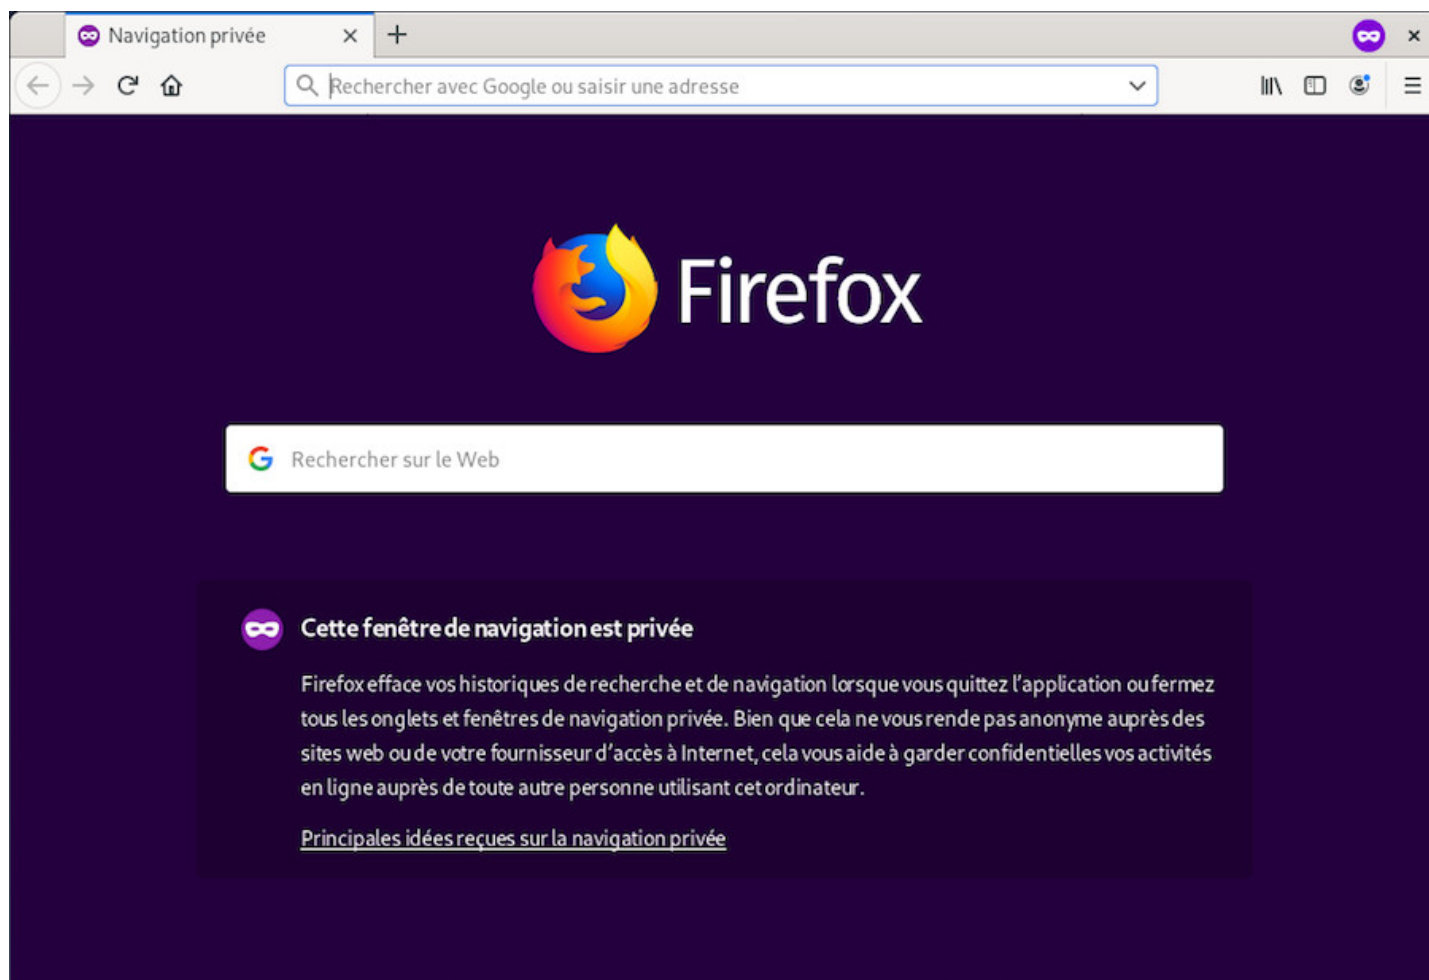 Navigation privée
Rechercher avec Google ou saisir une adresse
Firefox
Rechercher sur le Web
Cette fenêtre de navigation est privée
Firefox efface vos historiques de recherche et de navigation lorsque vous quittez l’application ou fermez
tous les onglets et fenêtres de navigation privée. Bien que cela ne vous rende pas anonyme auprès des
sites web ou de votre fournisseur d’accès à Internet, cela vous aide à garder confidentielles vos activités
en ligne auprès de toute autre personne utilisant cet ordinateur.
Principales idées reçues sur la navigation privée